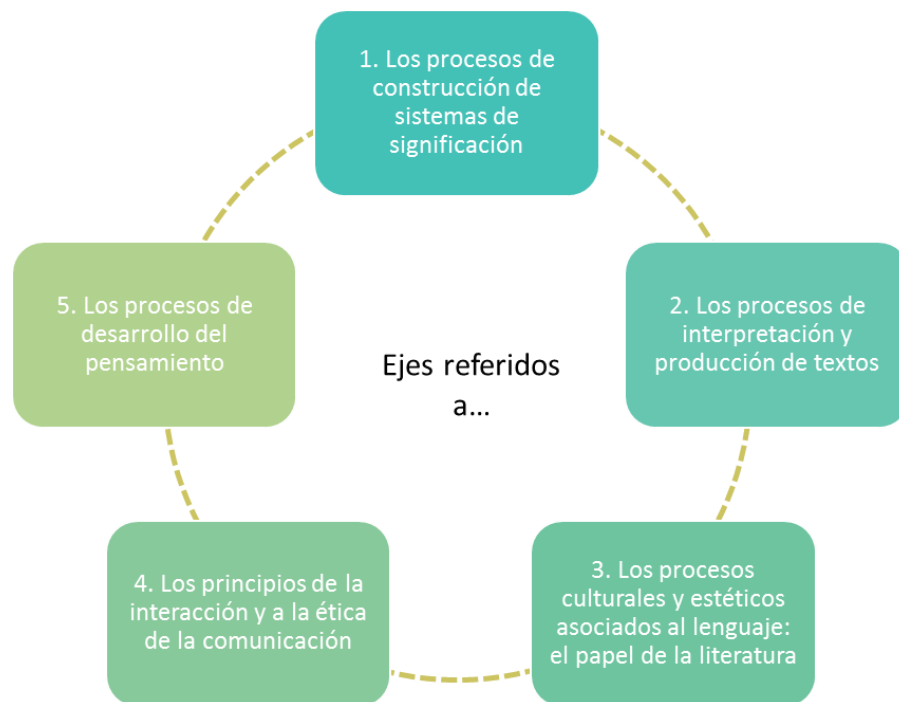 1. Los procesos de
construcción de
sistemas de
significación
2. Los procesos de
interpretación y
producción de textos
3. Los procesos
culturales y estéticos
asociados al lenguaje:
el papel de la literatura
4. Los principios de la
interacción y a la ética
de la comunicación
5. Los procesos de
desarrollo del
pensamiento
Ejes referidos
a...